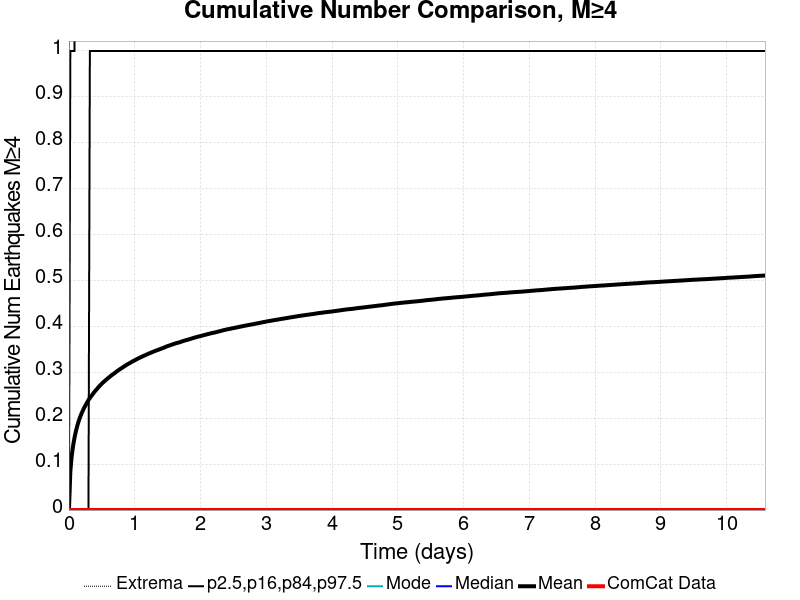 Cumulative Number Comparison, M≥4
Cumulative Num Earthquakes M≥4
1
0.9
0.8
0.7
0.6
0.5
0.4
0.3
0.2
0.1
0
0 1 2 3 4 5 6 7 8 9 10
Time (days)
Extrema p2.5,p16,p84,p97.5 Mode Median Mean ComCat Data